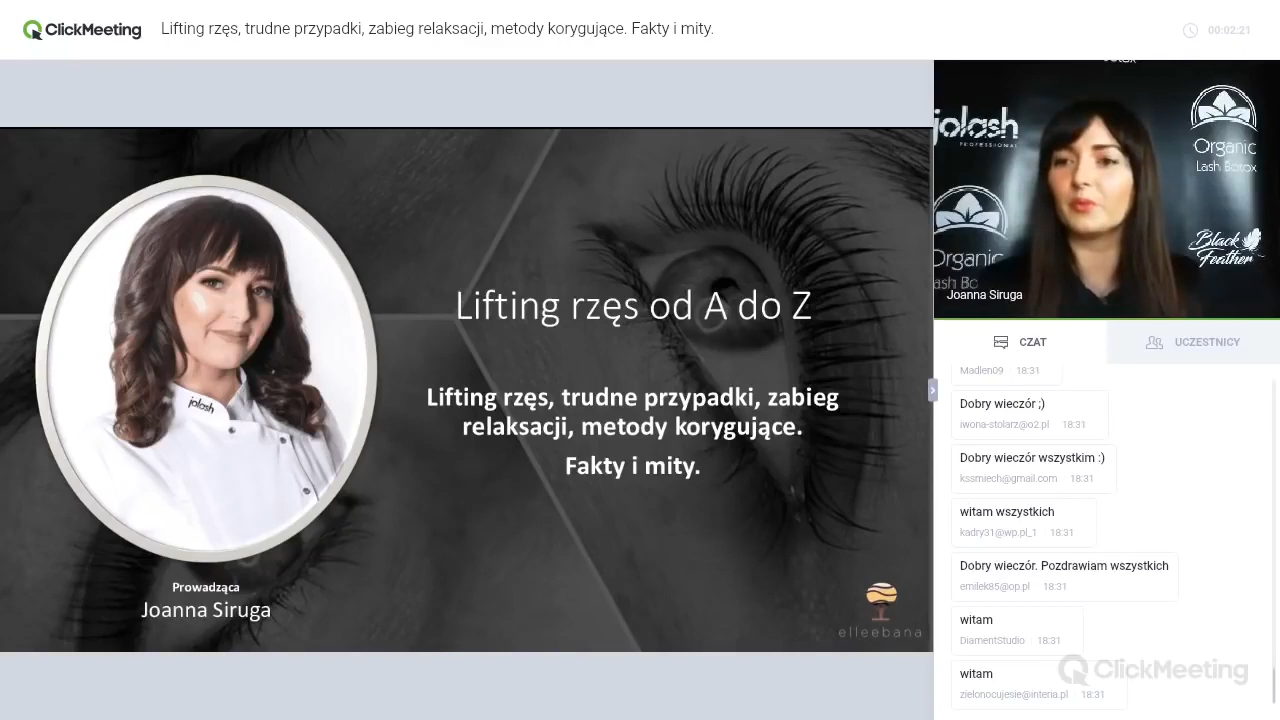 ClickMeeting
Lifting rzęs, trudne przypadki, zabieg relaksacji, metody korygujące. Fakty i mity.
00:02:21
jolash
Lifting rzęs od A do Z
Lifting rzęs, trudne przypadki, zabieg
relaksacji, metody korygujące.
Fakty i mity.
Prowadząca
Joanna Siruga
elleebana
jolash
PROFESSIONAL
Organic
Lash Botox
Organic
Black
Feather
Joanna Siruga
CZAT
UCZESTNICY
Madlen09 18:31
Dobry wieczór ;)
iwona-stolarz@o2.pl 18:31
Dobry wieczór wszystkim :)
kssmiech@gmail.com 18:31
witam wszystkich
kadry31@wp.pl_1 18:31
Dobry wieczór. Pozdrawiam wszystkich
emilek85@op.pl 18:31
witam
DiamentStudio 18:31
witam
zielonocujesie@interia.pl 18:31
ClickMeeting